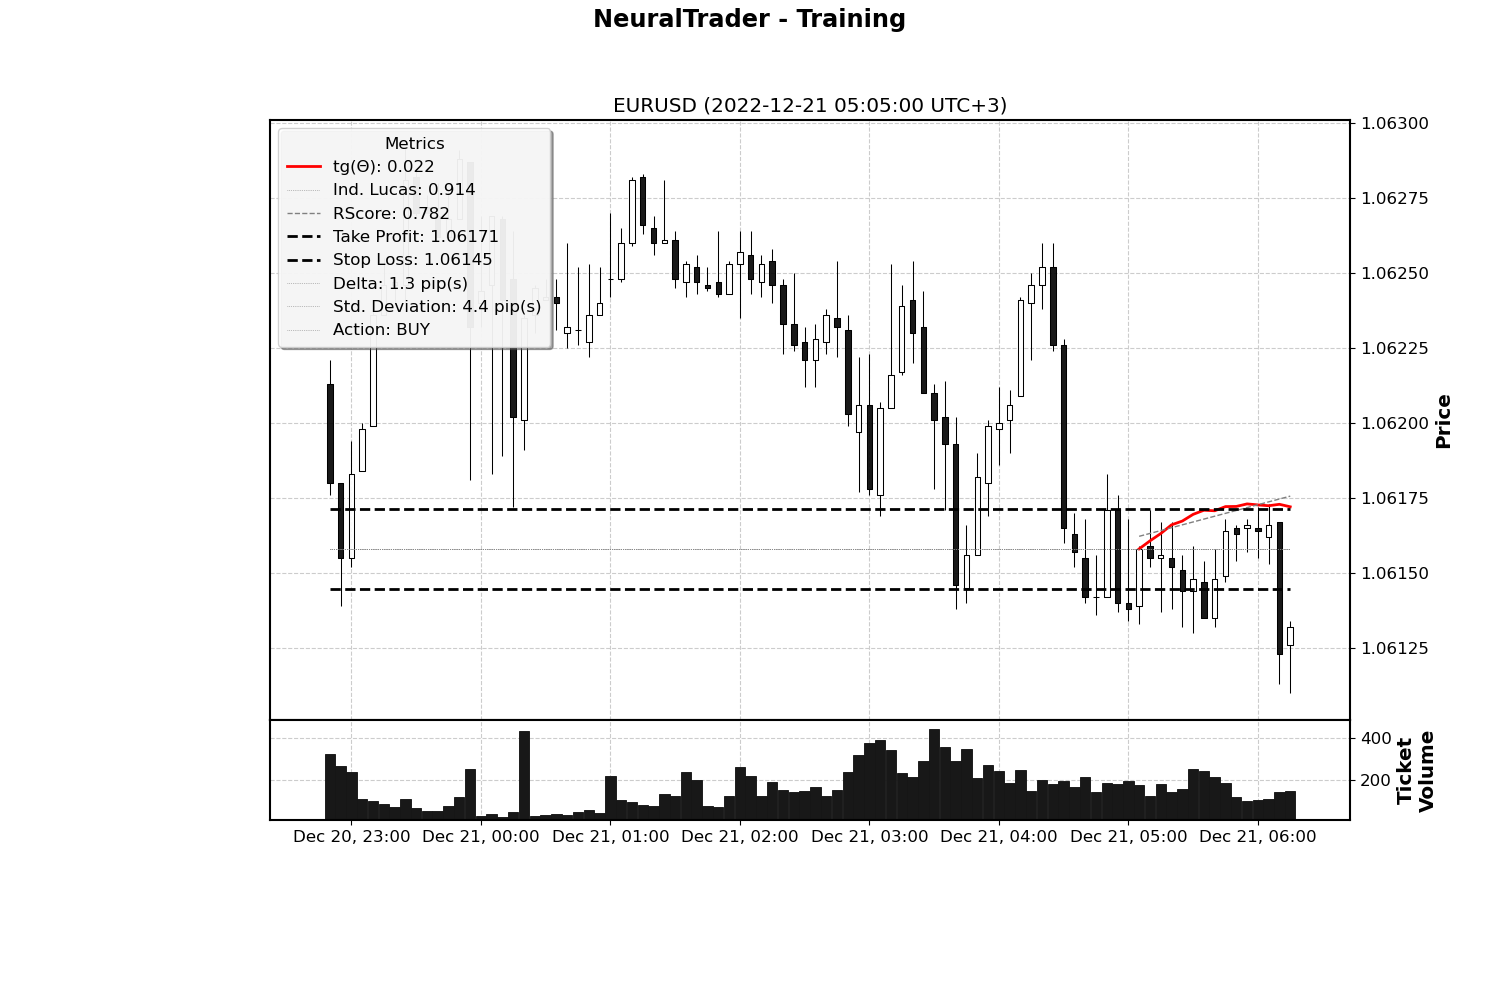 NeuralTrader - Training
EURUSD (2022-12-21 05:05:00 UTC+3)
Metrics
tg(Θ): 0.022
Ind. Lucas: 0.914
RScore: 0.782
Take Profit: 1.06171
Stop Loss: 1.06145
Delta: 1.3 pip(s)
Std. Deviation: 4.4 pip(s)
Action: BUY
1.06300
1.06275
1.06250
1.06225
1.06200
1.06175
1.06150
1.06125
Price
400
200
Ticket
Volume
Dec 20, 23:00
Dec 21, 00:00
Dec 21, 01:00
Dec 21, 02:00
Dec 21, 03:00
Dec 21, 04:00
Dec 21, 05:00
Dec 21, 06:00